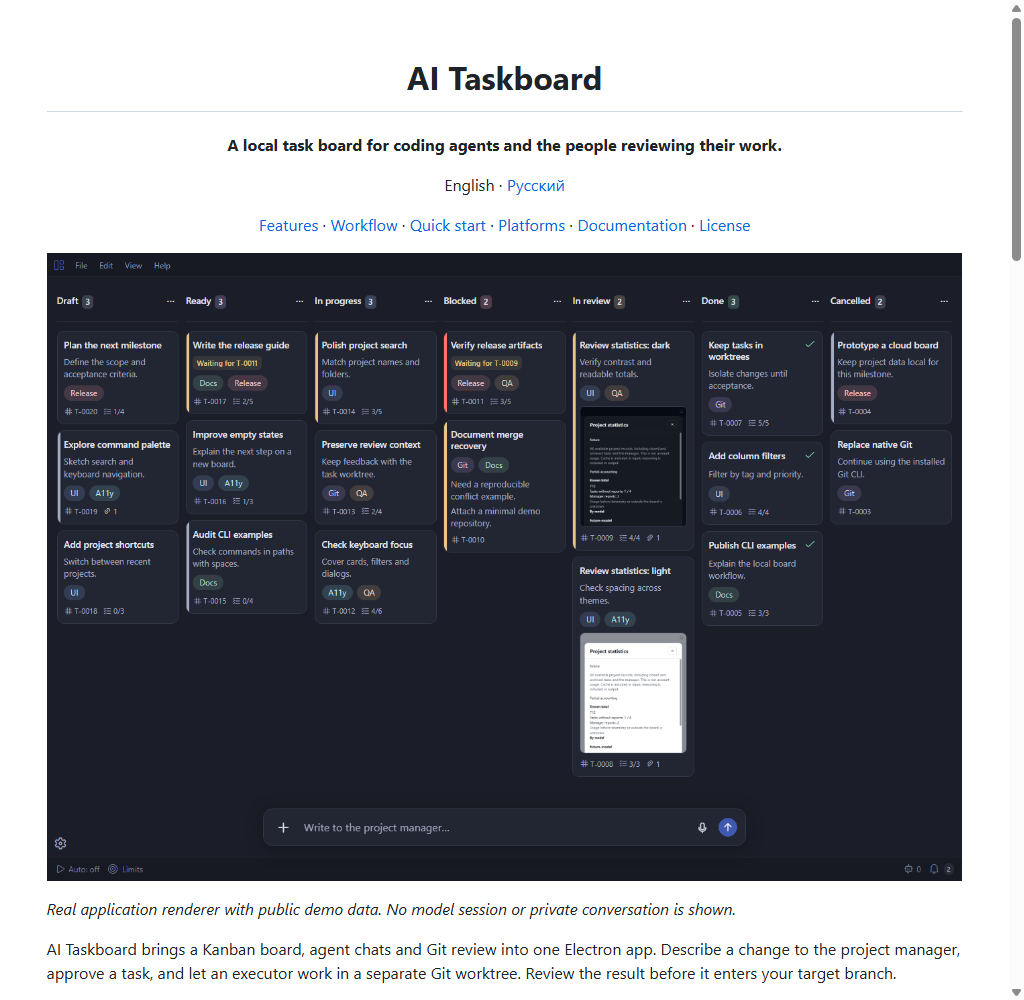 AI Taskboard
A local task board for coding agents and the people reviewing their work.
English · Русский
Features · Workflow · Quick start · Platforms · Documentation · License
File Edit View Help
Draft 3
Plan the next milestone
Define the scope and
acceptance criteria.
Release
T-0020 1/4
Explore command palette
Sketch search and
keyboard navigation.
UI A11y
T-0019 1
Add project shortcuts
Switch between recent
projects.
UI
T-0018 0/3
Ready 3
Write the release guide
Waiting for T-0011
Docs Release
T-0017 2/5
Improve empty states
Explain the next step on a
new board.
UI A11y
T-0016 1/3
Audit CLI examples
Check commands in paths
with spaces.
Docs
T-0015 0/4
In progress 3
Polish project search
Match project names and
folders.
UI
T-0014 3/5
Preserve review context
Keep feedback with the
task worktree.
Git QA
T-0013 2/4
Check keyboard focus
Cover cards, filters and
dialogs.
A11y QA
T-0012 4/6
Blocked 2
Verify release artifacts
Waiting for T-0009
Release QA
T-0011 3/5
Document merge
recovery
Git Docs
Need a reproducible
conflict example.
Attach a minimal demo
repository.
T-0010
In review 2
Review statistics: dark
Verify contrast and
readable totals.
UI QA
Project statistics
T-0009 4/4 1
Review statistics: light
Check spacing across
themes.
UI A11y
Project statistics
T-0008 3/3 1
Done 3
Keep tasks in
worktrees
Isolate changes until
acceptance.
Git
T-0007 5/5
Add column filters
Filter by tag and priority.
UI
T-0006 4/4
Publish CLI examples
Explain the local board
workflow.
Docs
T-0005 3/3
Cancelled 2
Prototype a cloud board
Keep project data local for
this milestone.
Release
T-0004
Replace native Git
Continue using the installed
Git CLI.
Git
T-0003
Write to the project manager...
Auto: off Limits
0 2
Real application renderer with public demo data. No model session or private conversation is shown.
AI Taskboard brings a Kanban board, agent chats and Git review into one Electron app. Describe a change to the project manager,
approve a task, and let an executor work in a separate Git worktree. Review the result before it enters your target branch.